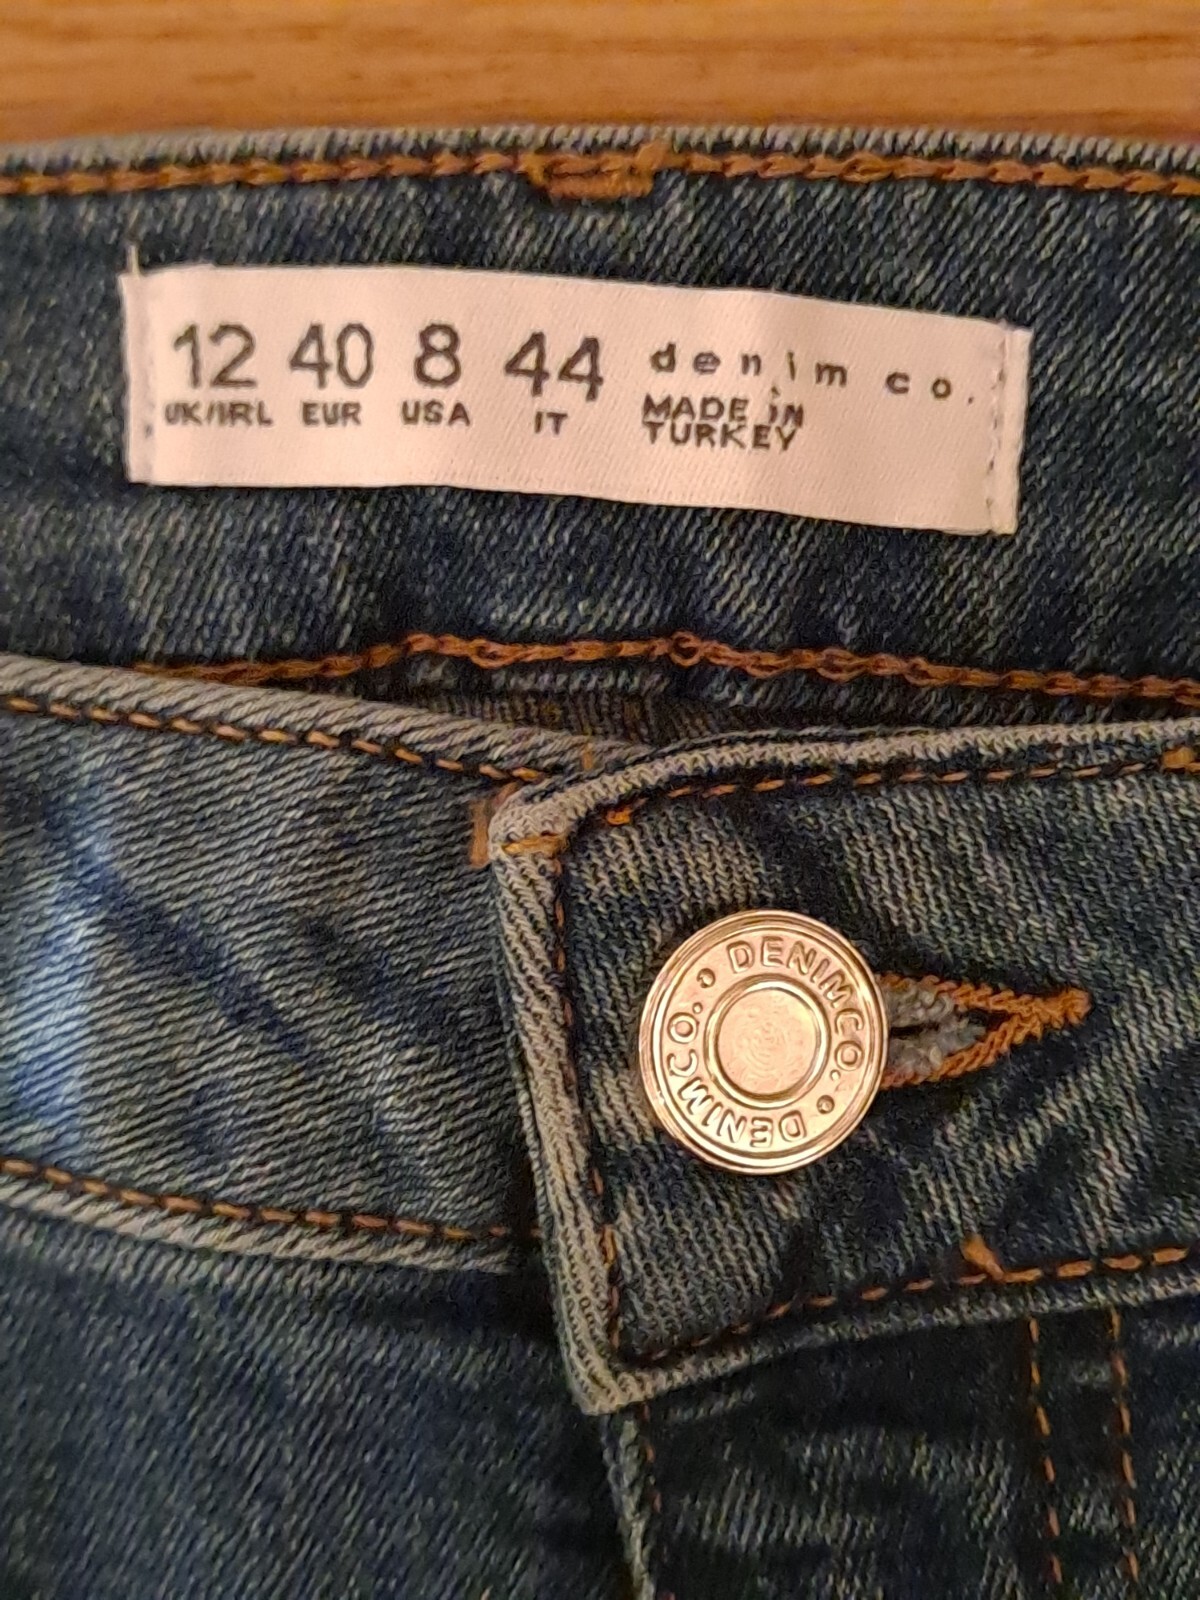 12 40 8 44 denim co.
UK/IRL EUR USA IT MADE IN
TURKEY
DENIMCO. • DENIMCO. •